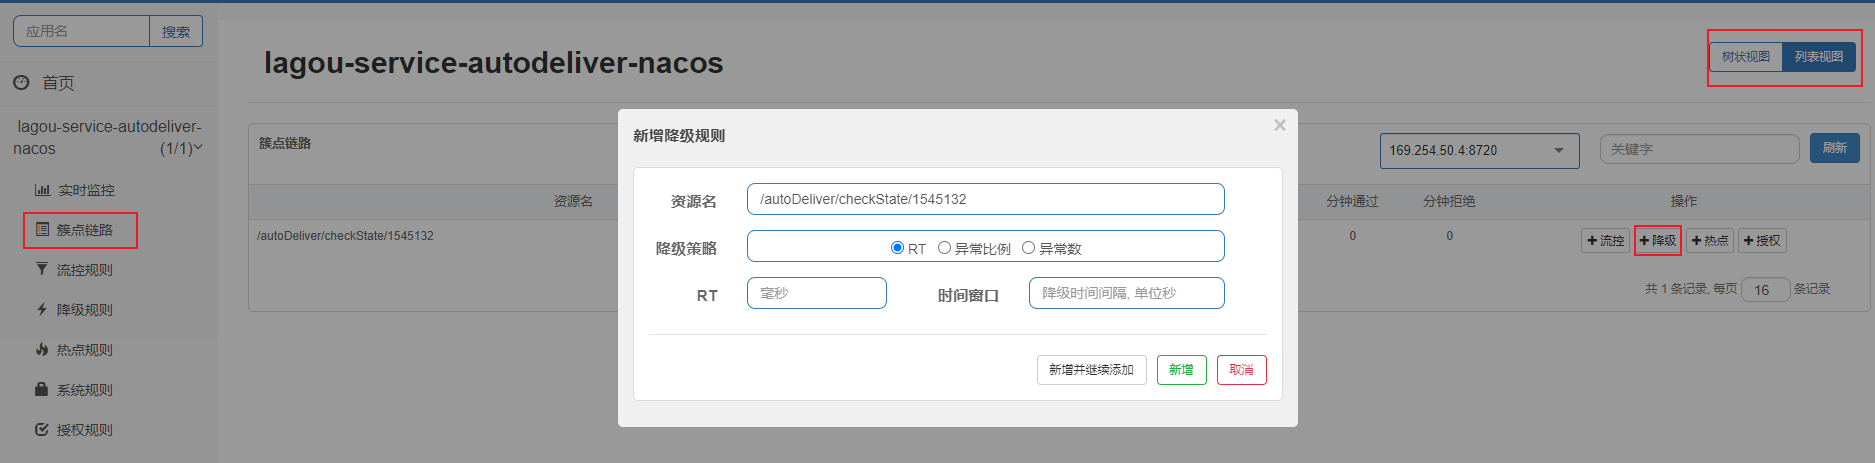 应用名 搜索
首页
lagou-service-autodeliver-
nacos (1/1)
实时监控
簇点链路
流控规则
降级规则
热点规则
系统规则
授权规则
lagou-service-autodeliver-nacos
树状视图 列表视图
簇点链路
169.254.50.4:8720
关键字
刷新
资源名 分钟通过 分钟拒绝 操作
/autoDeliver/checkState/1545132 0 0 +流控 +降级 +热点 +授权
共 1 条记录, 每页 16 条记录
新增降级规则 ×
资源名 /autoDeliver/checkState/1545132
降级策略 RT 异常比例 异常数
RT 毫秒 时间窗口 降级时间间隔, 单位秒
新增并继续添加 新增 取消